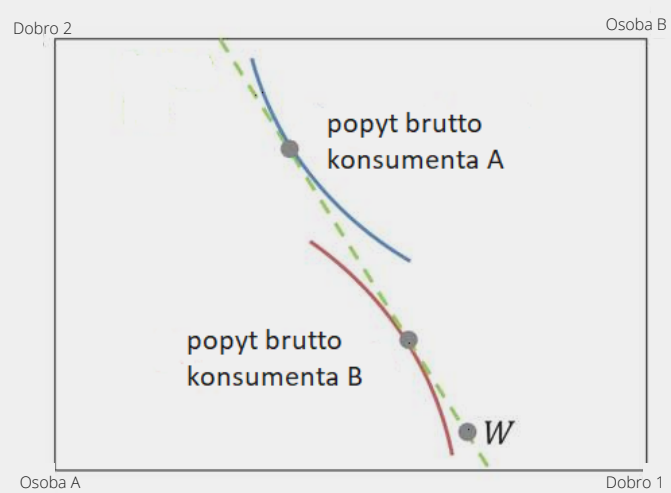 Dobro 2
Osoba B
popyt brutto
konsumenta A
popyt brutto
konsumenta B
W
Osoba A
Dobro 1